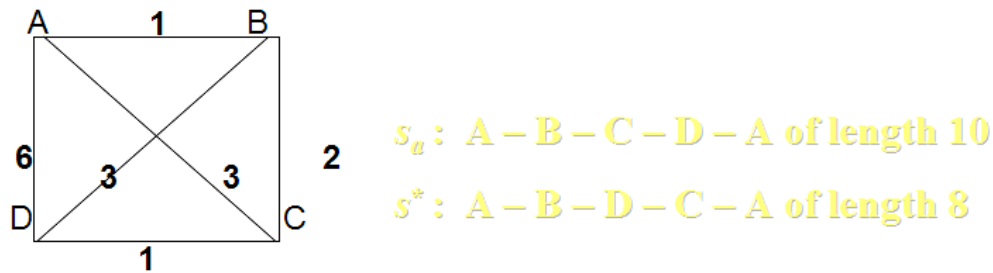 A 1 B
6 3 3 2
D C
1
sₐ : A – B – C – D – A of length 10
s* : A – B – D – C – A of length 8